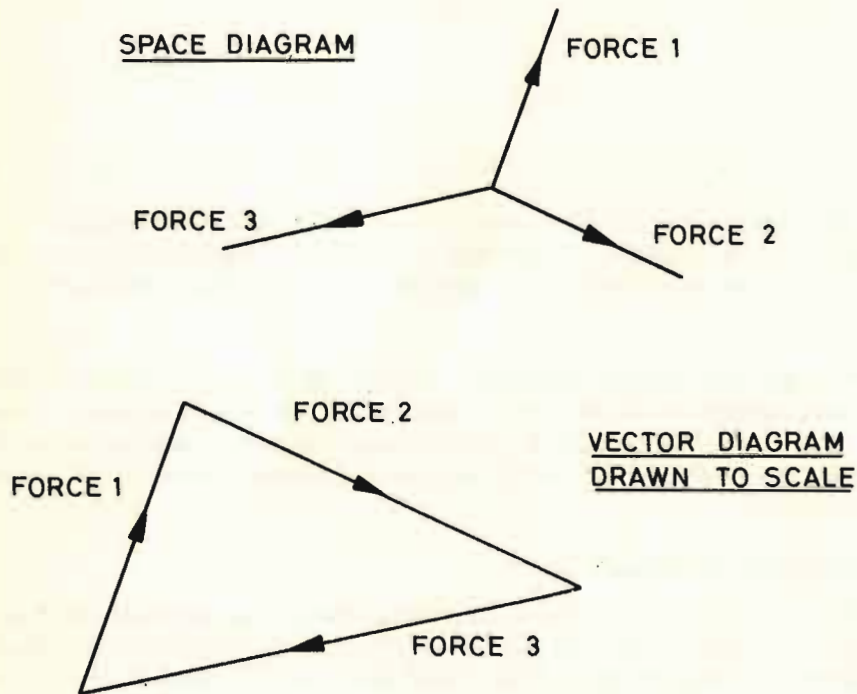 SPACE DIAGRAM
FORCE 1
FORCE 3
FORCE 2
FORCE 2
VECTOR DIAGRAM
DRAWN TO SCALE
FORCE 1
FORCE 3